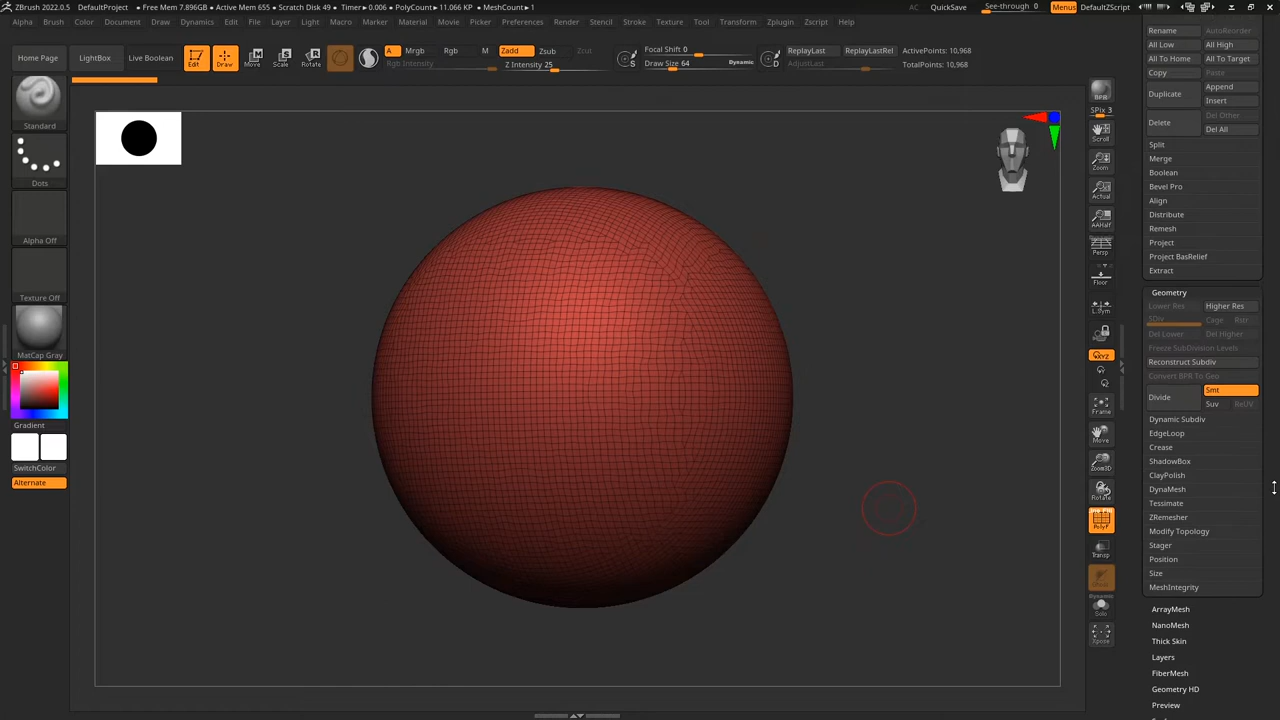 ZBrush 2022.0.5 DefaultProject • Free Mem 7.896GB • Active Mem 655 • Scratch Disk 49 • Timer▸0.006 • PolyCount▸11.066 KP • MeshCount▸1 AC QuickSave See-through 0 Menus DefaultZScript
Alpha Brush Color Document Draw Dynamics Edit File Layer Light Macro Marker Material Movie Picker Preferences Render Stencil Stroke Texture Tool Transform Zplugin Zscript Help
Home Page LightBox Live Boolean Edit Draw Move Scale Rotate
A Mrgb Rgb M Zadd Zsub Zcut
Rgb Intensity Z Intensity 25
Focal Shift 0
Draw Size 64 Dynamic
S
D
ReplayLast ReplayLastRel ActivePoints: 10,968
AdjustLast TotalPoints: 10,968
Standard
Dots
Alpha Off
Texture Off
MatCap Gray
Gradient
SwitchColor
Alternate
BPR
SPix 3
Scroll
Zoom
Actual
AAHalf
Persp
Floor
L.Sym
XYZ
Frame
Move
Zoom3D
Rotate
PolyF
Transp
Dynamic
Solo
Xpose
Rename AutoReorder
All Low All High
All To Home All To Target
Copy Paste
Duplicate Append
Insert
Delete Del Other
Del All
Split
Merge
Boolean
Bevel Pro
Align
Distribute
Remesh
Project
Project BasRelief
Extract
Geometry
Lower Res Higher Res
SDiv Cage Rstr
Del Lower Del Higher
Freeze SubDivision Levels
Reconstruct Subdiv
Convert BPR To Geo
Divide Smt
Suv ReUV
Dynamic Subdiv
EdgeLoop
Crease
ShadowBox
ClayPolish
DynaMesh
Tessimate
ZRemesher
Modify Topology
Stager
Position
Size
MeshIntegrity
ArrayMesh
NanoMesh
Thick Skin
Layers
FiberMesh
Geometry HD
Preview